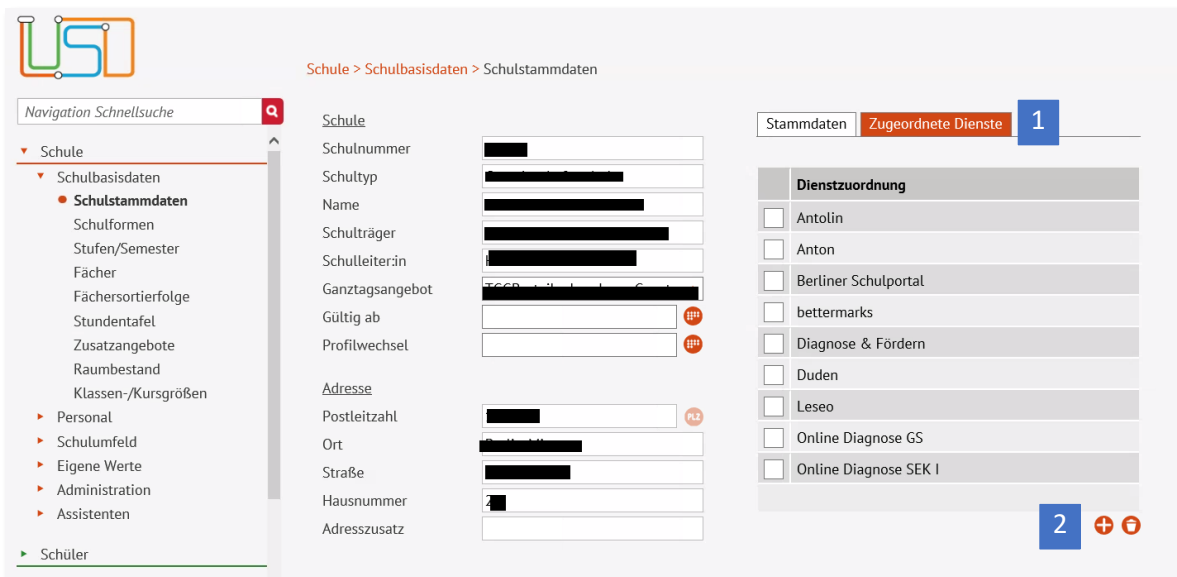 USD
Schule > Schulbasisdaten > Schulstammdaten
Navigation Schnellsuche
Schule
Schulbasisdaten
Schulstammdaten
Schulformen
Stufen/Semester
Fächer
Fächersortierfolge
Stundentafel
Zusatzangebote
Raumbestand
Klassen-/Kursgrößen
Personal
Schulumfeld
Eigene Werte
Administration
Assistenten
Schüler
Schule
Schulnummer
Schultyp
Name
Schulträger
Schulleiter:in
Ganztagsangebot
Gültig ab
Profilwechsel
Adresse
Postleitzahl
PLZ
Ort
Straße
Hausnummer
2
Adresszusatz
Stammdaten Zugeordnete Dienste 1
Dienstzuordnung
Antolin
Anton
Berliner Schulportal
bettermarks
Diagnose & Fördern
Duden
Leseo
Online Diagnose GS
Online Diagnose SEK I
2